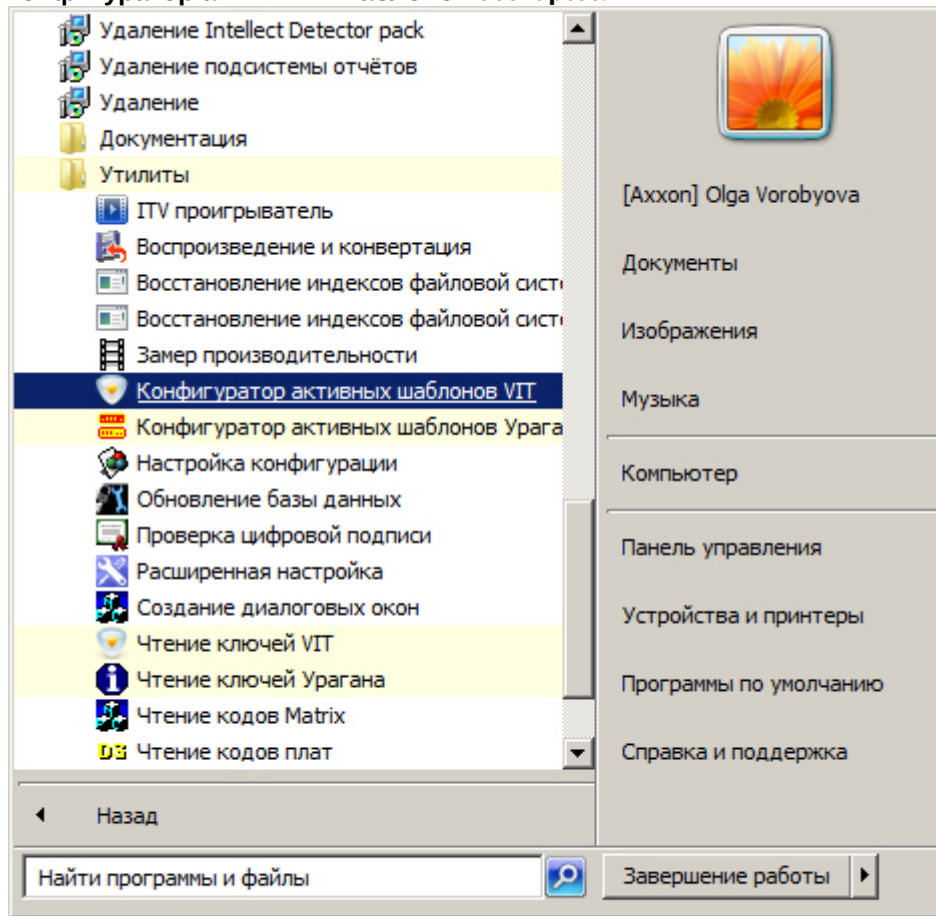 Удаление Intellect Detector pack
Удаление подсистемы отчётов
Удаление
Документация
Утилиты
ITV проигрыватель
Воспроизведение и конвертация
Восстановление индексов файловой сист
Восстановление индексов файловой сист
Замер производительности
Конфигуратор активных шаблонов VIT
Конфигуратор активных шаблонов Урага
Настройка конфигурации
Обновление базы данных
Проверка цифровой подписи
Расширенная настройка
Создание диалоговых окон
Чтение ключей VIT
Чтение ключей Урагана
Чтение кодов Matrix
Чтение кодов плат
Назад
Найти программы и файлы
[Axxon] Olga Vorobyova
Документы
Изображения
Музыка
Компьютер
Панель управления
Устройства и принтеры
Программы по умолчанию
Справка и поддержка
Завершение работы